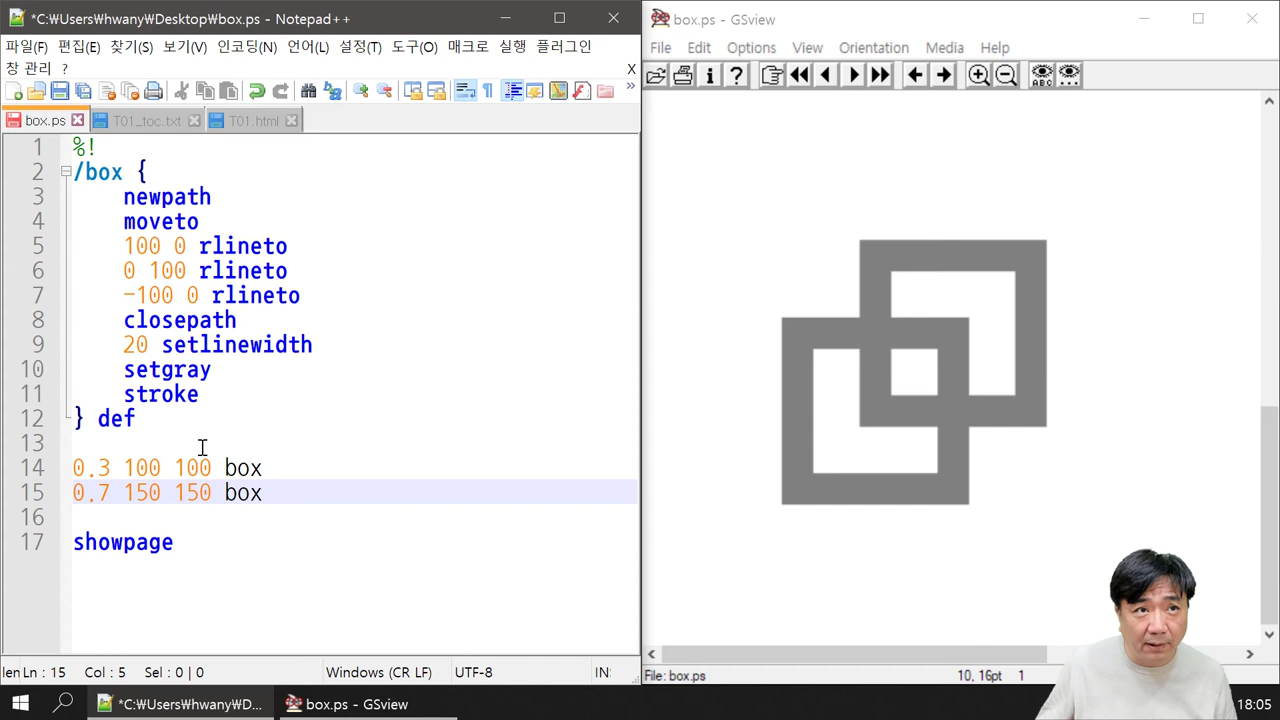 *C:₩Users₩hwany₩Desktop₩box.ps - Notepad++
파일(F) 편집(E) 찾기(S) 보기(V) 인코딩(N) 언어(L) 설정(T) 도구(O) 매크로 실행 플러그인
창 관리 ? X
box.ps T01_toc.txt T01.html
1 %!
2 /box {
3 newpath
4 moveto
5 100 0 rlineto
6 0 100 rlineto
7 -100 0 rlineto
8 closepath
9 20 setlinewidth
10 setgray
11 stroke
12 } def
13
14 0.3 100 100 box
15 0.7 150 150 box
16
17 showpage
len Ln : 15 Col : 5 Sel : 0 | 0 Windows (CR LF) UTF-8 IN
box.ps - GSview
File Edit Options View Orientation Media Help
ABC
File: box.ps 10, 16pt 1
*C:₩Users₩hwany₩D... box.ps - GSview 18:05